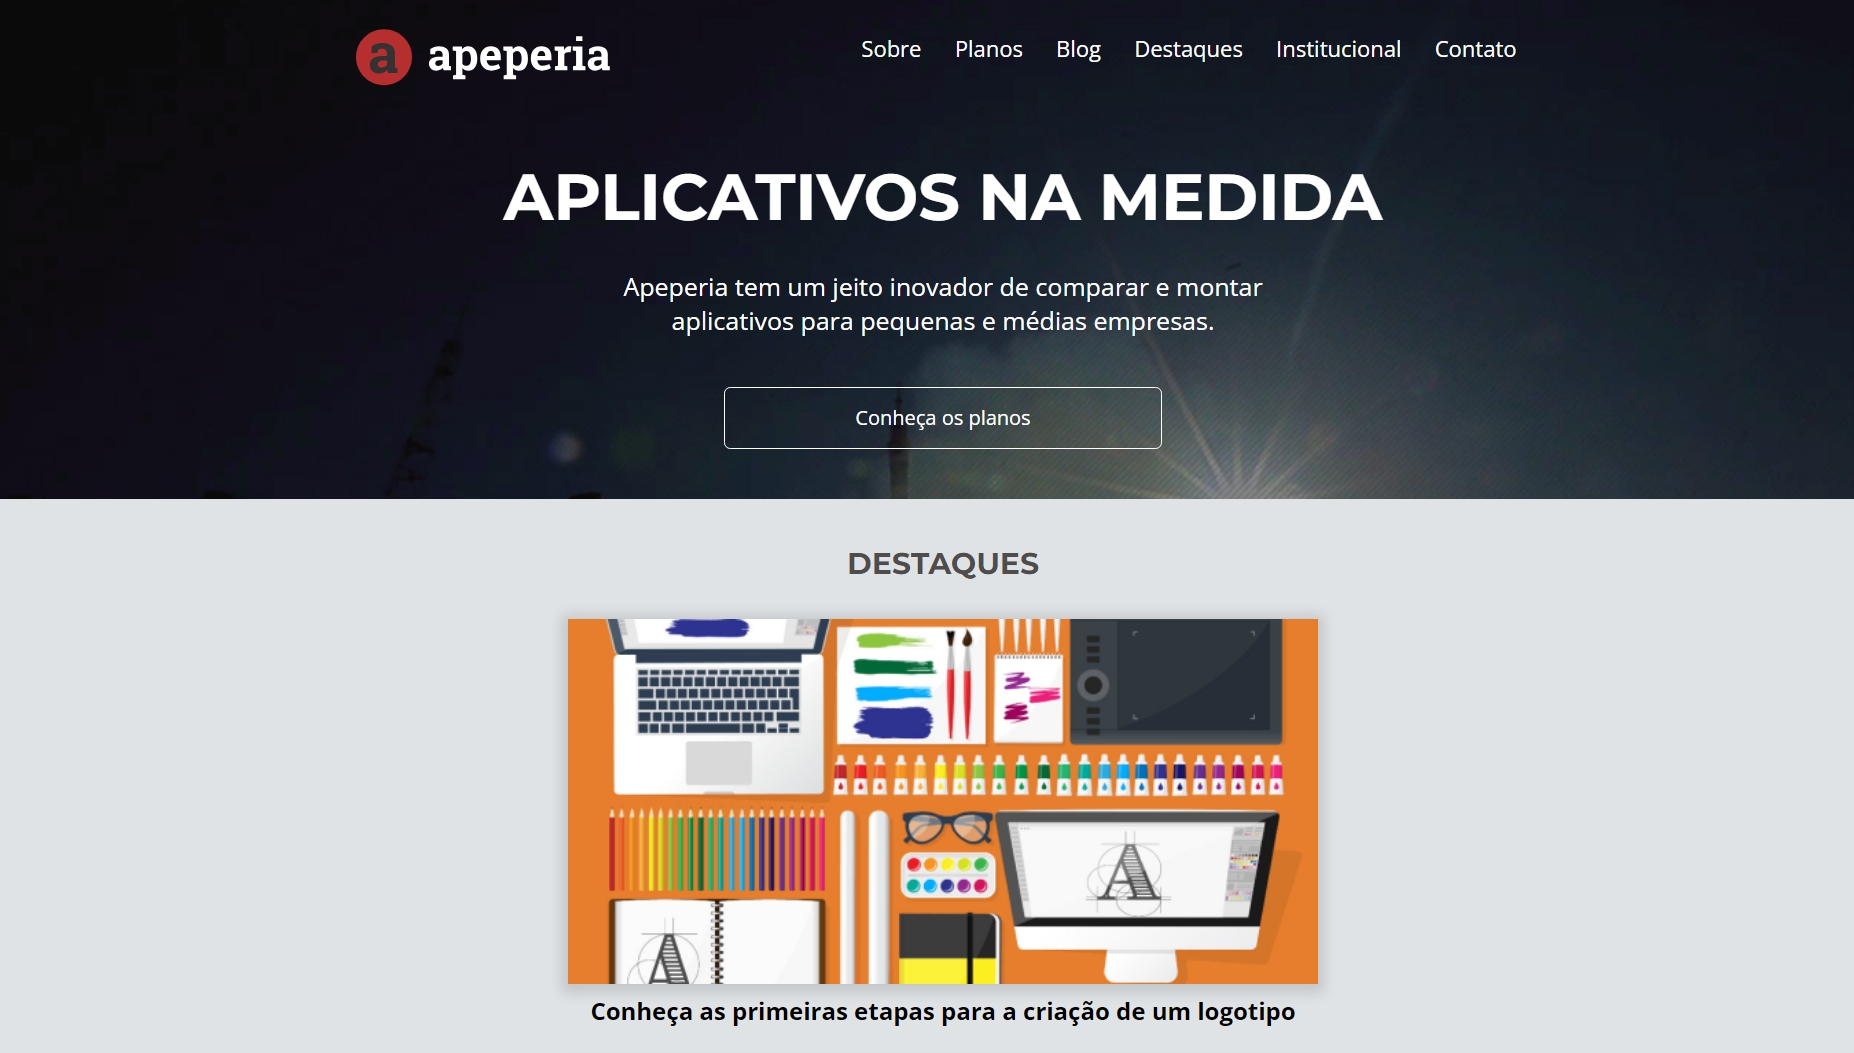 a apeperia
Sobre Planos Blog Destaques Institucional Contato
APLICATIVOS NA MEDIDA
Apeperia tem um jeito inovador de comparar e montar
aplicativos para pequenas e médias empresas.
Conheça os planos
DESTAQUES
A
A
Conheça as primeiras etapas para a criação de um logotipo